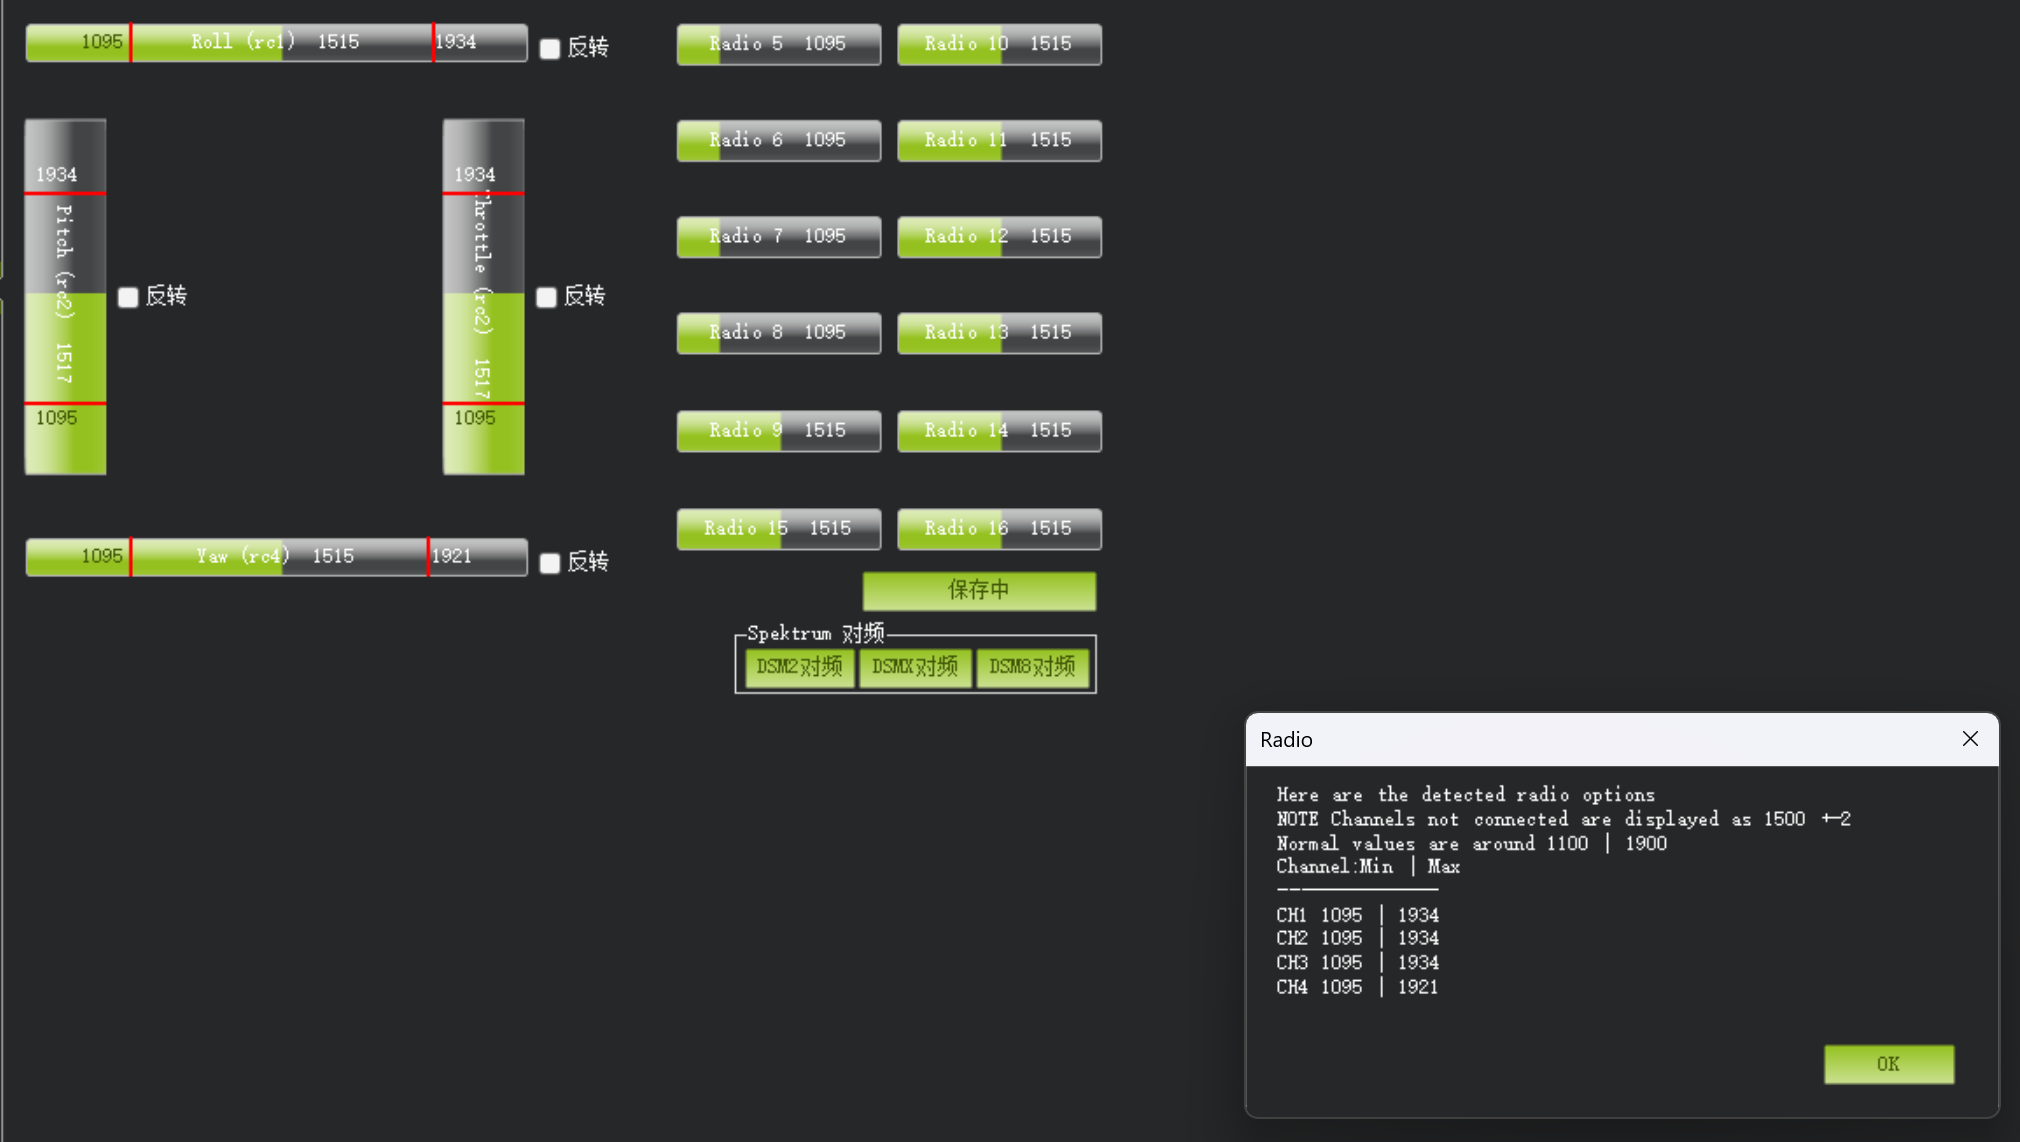 1095 Roll (rc1) 1515 1934
反转
Radio 5 1095
Radio 10 1515
1934
Pitch (rc2) 1517
1095
反转
1934
Throttle (rc2) 1517
1095
反转
Radio 6 1095
Radio 11 1515
Radio 7 1095
Radio 12 1515
Radio 8 1095
Radio 13 1515
Radio 9 1515
Radio 14 1515
Radio 15 1515
Radio 16 1515
1095 Yaw (rc4) 1515 1921
反转
保存中
Spektrum 对频
DSM2对频 DSMX对频 DSM8对频
Radio
Here are the detected radio options
NOTE Channels not connected are displayed as 1500 +-2
Normal values are around 1100 | 1900
Channel:Min | Max
---------------
CH1 1095 | 1934
CH2 1095 | 1934
CH3 1095 | 1934
CH4 1095 | 1921
OK